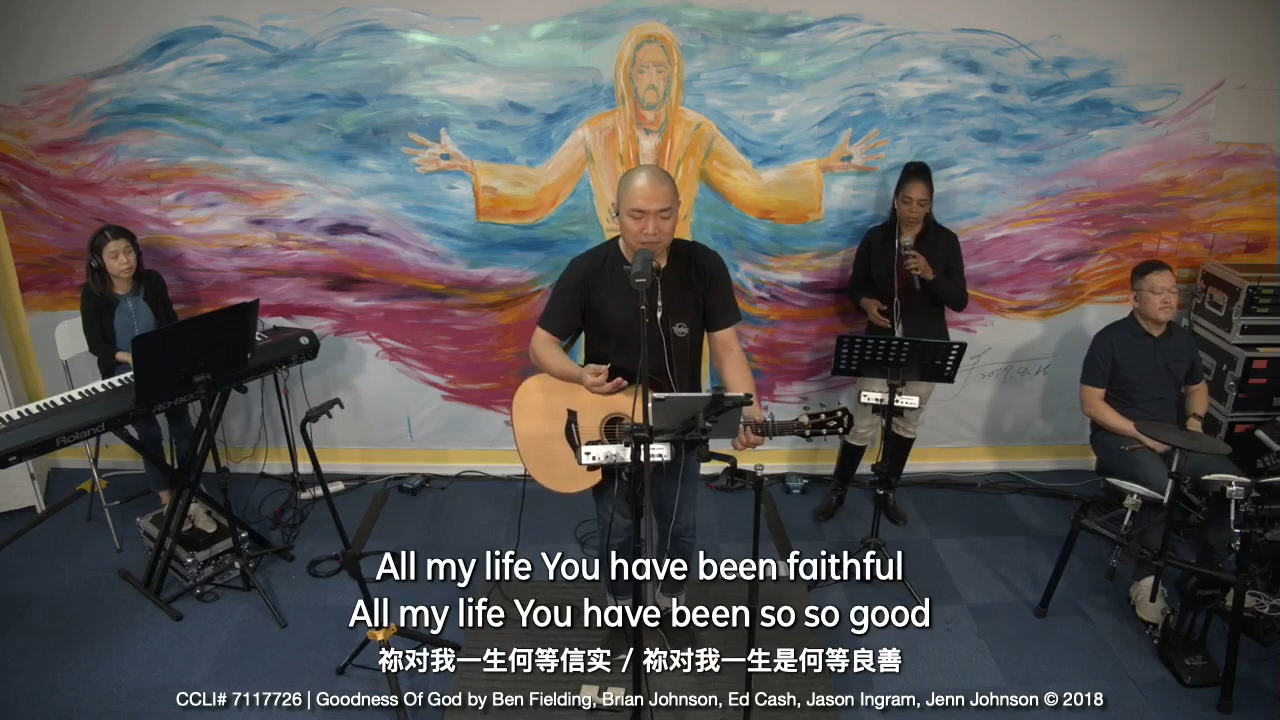 Roland
RD-800
All my life You have been faithful
All my life You have been so so good
祢对我一生何等信实 / 祢对我一生是何等良善
CCLI# 7117726 | Goodness Of God by Ben Fielding, Brian Johnson, Ed Cash, Jason Ingram, Jenn Johnson © 2018